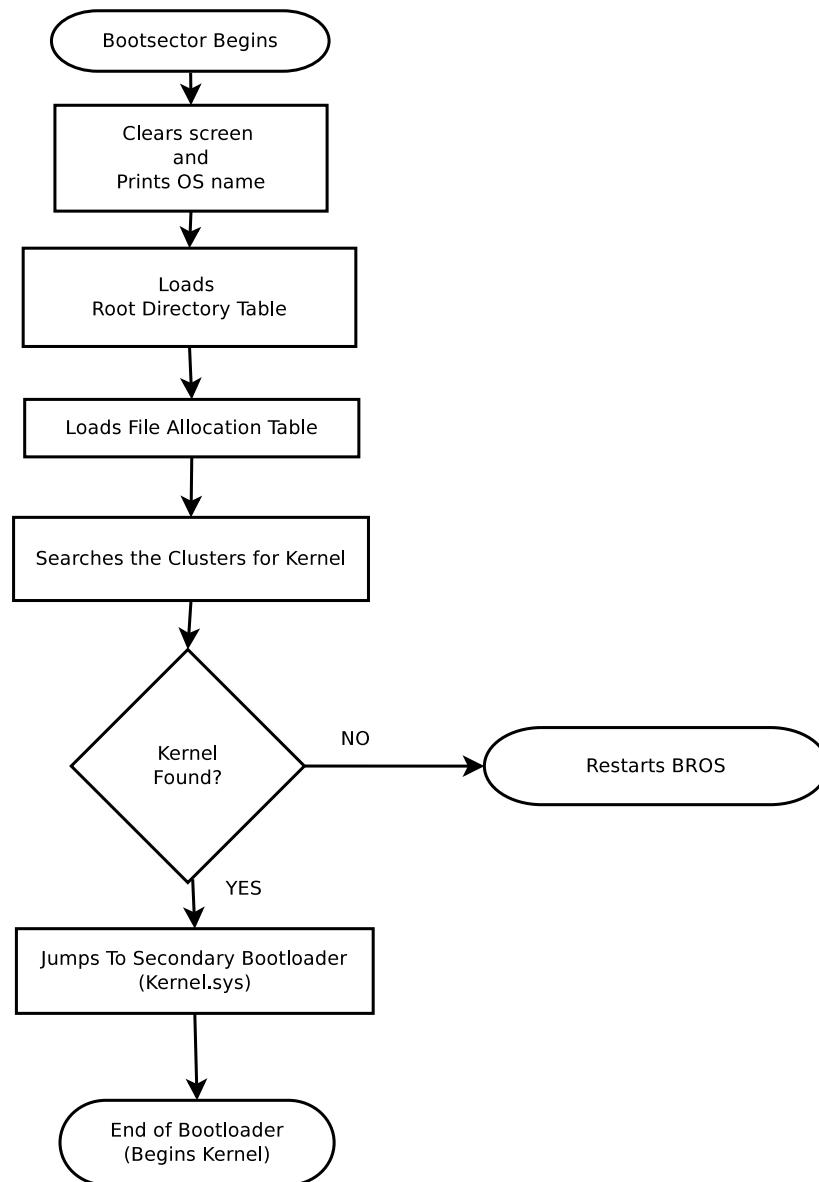 Bootsector Begins
Clears screen
and
Prints OS name
Loads
Root Directory Table
Loads File Allocation Table
Searches the Clusters for Kernel
Kernel
Found?
NO
Restarts BROS
YES
Jumps To Secondary Bootloader
(Kernel.sys)
End of Bootloader
(Begins Kernel)